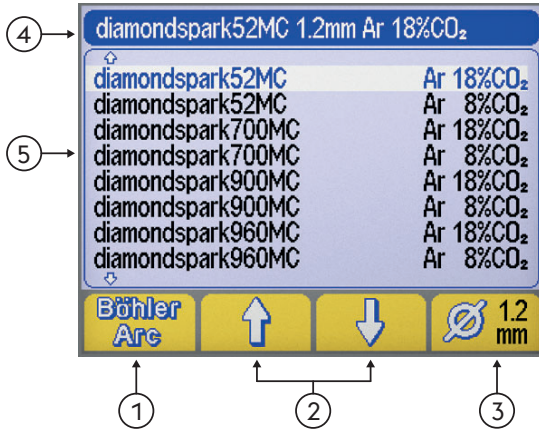 4
diamondspark52MC 1.2mm Ar 18%CO₂
5
diamondspark52MC Ar 18%CO₂
diamondspark52MC Ar 8%CO₂
diamondspark700MC Ar 18%CO₂
diamondspark700MC Ar 8%CO₂
diamondspark900MC Ar 18%CO₂
diamondspark900MC Ar 8%CO₂
diamondspark960MC Ar 18%CO₂
diamondspark960MC Ar 8%CO₂
Böhler
Arc
1.2
mm
1 2 3